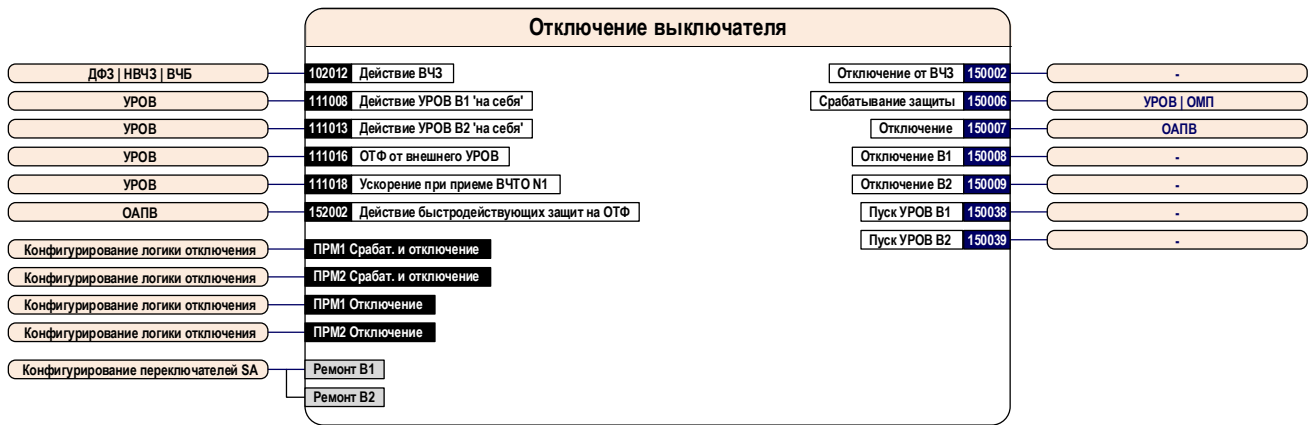 Отключение выключателя
ДФЗ | НВЧЗ | ВЧБ 102012 Действие ВЧЗ Отключение от ВЧЗ 150002 -
УРОВ 111008 Действие УРОВ В1 'на себя' Срабатывание защиты 150006 УРОВ | ОМП
УРОВ 111013 Действие УРОВ В2 'на себя' Отключение 150007 ОАПВ
УРОВ 111016 ОТФ от внешнего УРОВ Отключение В1 150008 -
УРОВ 111018 Ускорение при приеме ВЧТО N1 Отключение В2 150009 -
ОАПВ 152002 Действие быстродействующих защит на ОТФ Пуск УРОВ В1 150038 -
Пуск УРОВ В2 150039 -
Конфигурирование логики отключения ПРМ1 Срабат. и отключение
Конфигурирование логики отключения ПРМ2 Срабат. и отключение
Конфигурирование логики отключения ПРМ1 Отключение
Конфигурирование логики отключения ПРМ2 Отключение
Конфигурирование переключателей SA Ремонт В1
Ремонт В2